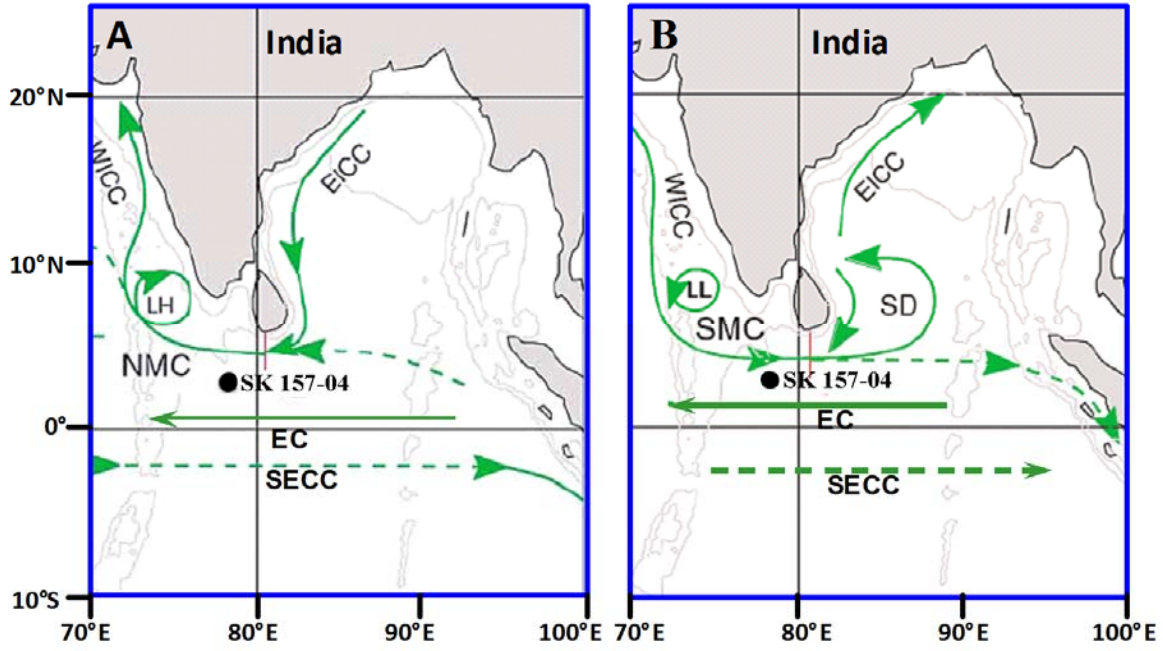 A
India
B
India
20°N
WICC
EICC
WICC
EICC
10°N
LH
LL
SD
NMC
SMC
SK 157-04
SK 157-04
0°
EC
EC
SECC
SECC
10°S
70°E
80°E
90°E
100°E
70°E
80°E
90°E
100°E